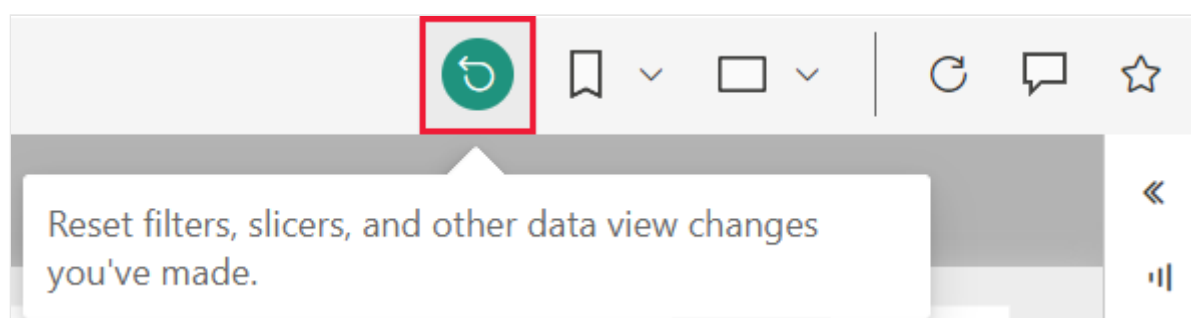 Reset filters, slicers, and other data view changes
you've made.